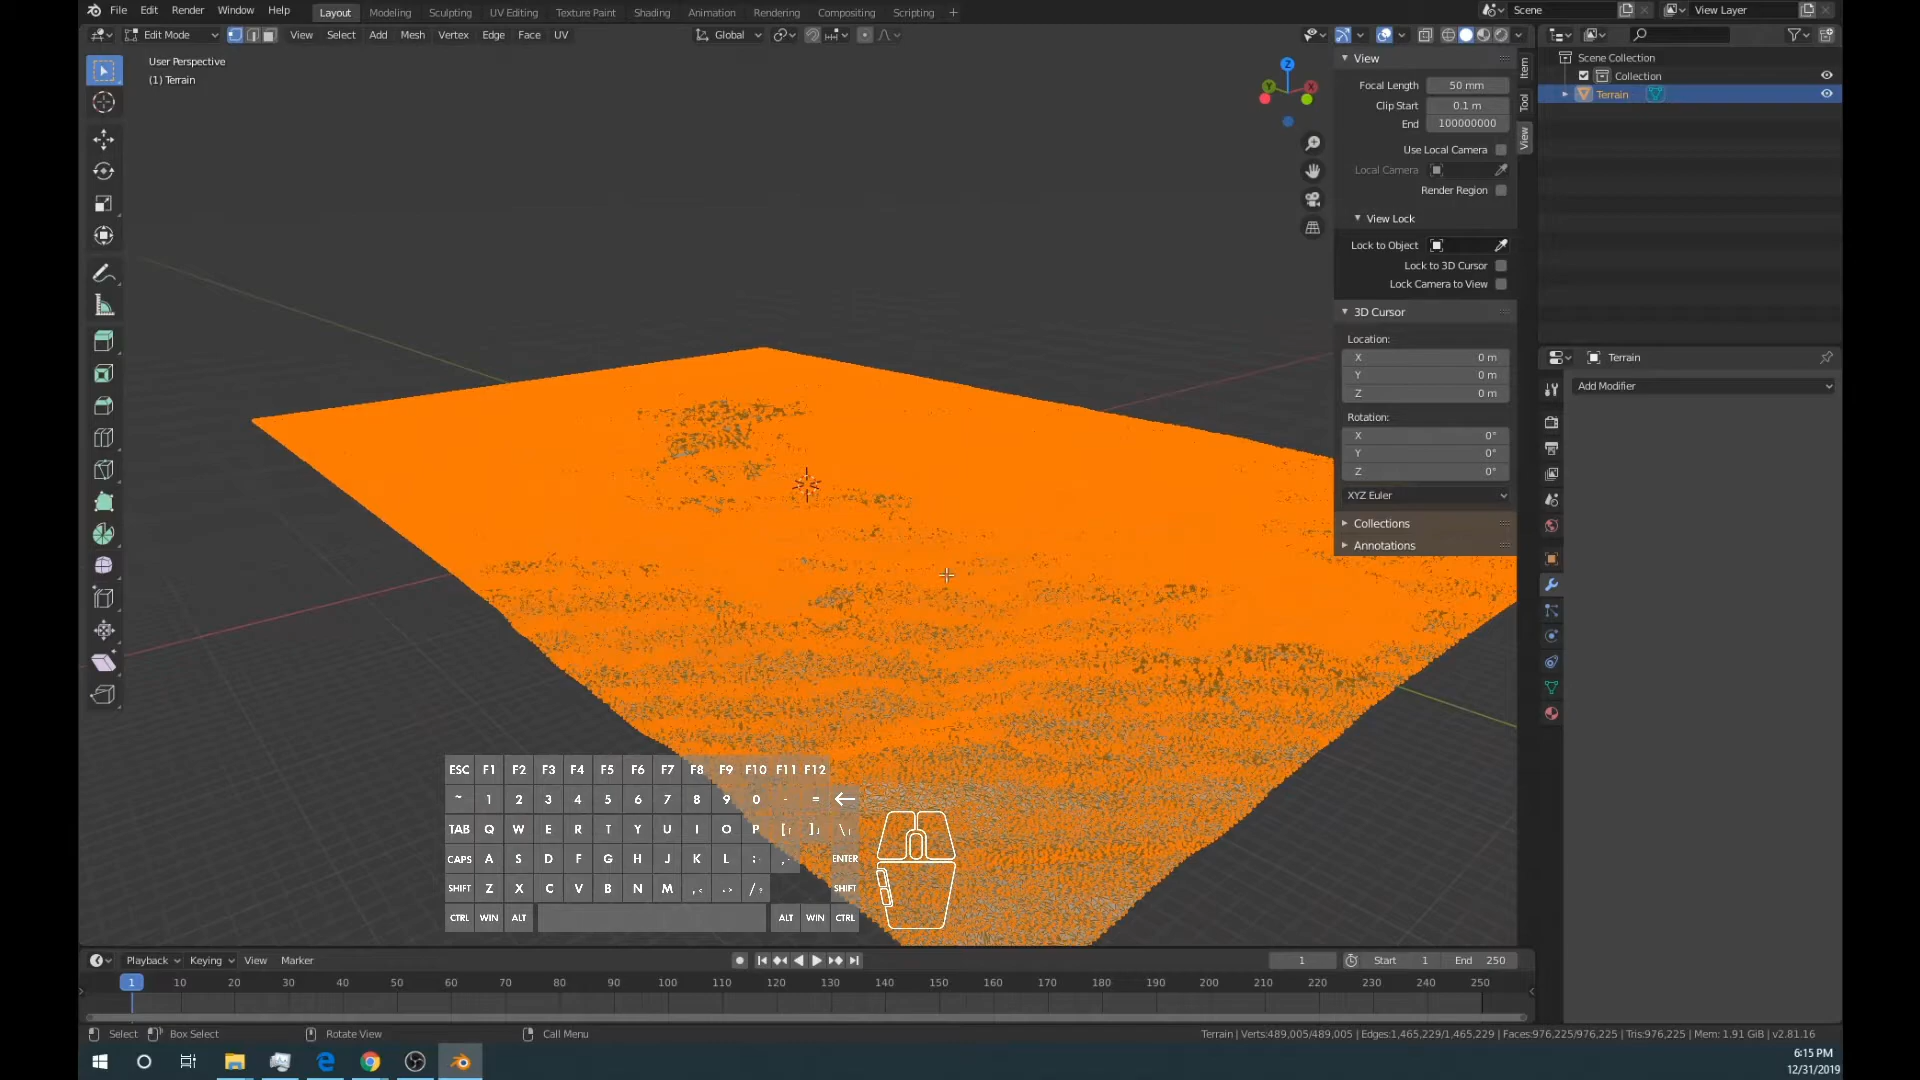 File Edit Render Window Help Layout Modeling Sculpting UV Editing Texture Paint Shading Animation Rendering Compositing Scripting + Scene View Layer
Edit Mode View Select Add Mesh Vertex Edge Face UV Global
User Perspective
(1) Terrain
Z
Y
X
View
Focal Length 50 mm
Clip Start 0.1 m
End 100000000
Use Local Camera
Local Camera
Render Region
View Lock
Lock to Object
Lock to 3D Cursor
Lock Camera to View
3D Cursor
Location:
X 0 m
Y 0 m
Z 0 m
Rotation:
X 0°
Y 0°
Z 0°
XYZ Euler
Collections
Annotations
Item
Tool
View
Scene Collection
Collection
Terrain
Terrain
Add Modifier
ESC F1 F2 F3 F4 F5 F6 F7 F8 F9 F10 F11 F12
~ 1 2 3 4 5 6 7 8 9 0 - =
TAB Q W E R T Y U I O P [ ] \
CAPS A S D F G H J K L ; ENTER
SHIFT Z X C V B N M , . / SHIFT
CTRL WIN ALT ALT WIN CTRL
Playback Keying View Marker 1 Start 1 End 250
1 10 20 30 40 50 60 70 80 90 100 110 120 130 140 150 160 170 180 190 200 210 220 230 240 250
Select Box Select Rotate View Call Menu Terrain | Verts:489,005/489,005 | Edges:1,465,229/1,465,229 | Faces:976,225/976,225 | Tris:976,225 | Mem: 1.91 GiB | v2.81.16
6:15 PM
12/31/2019